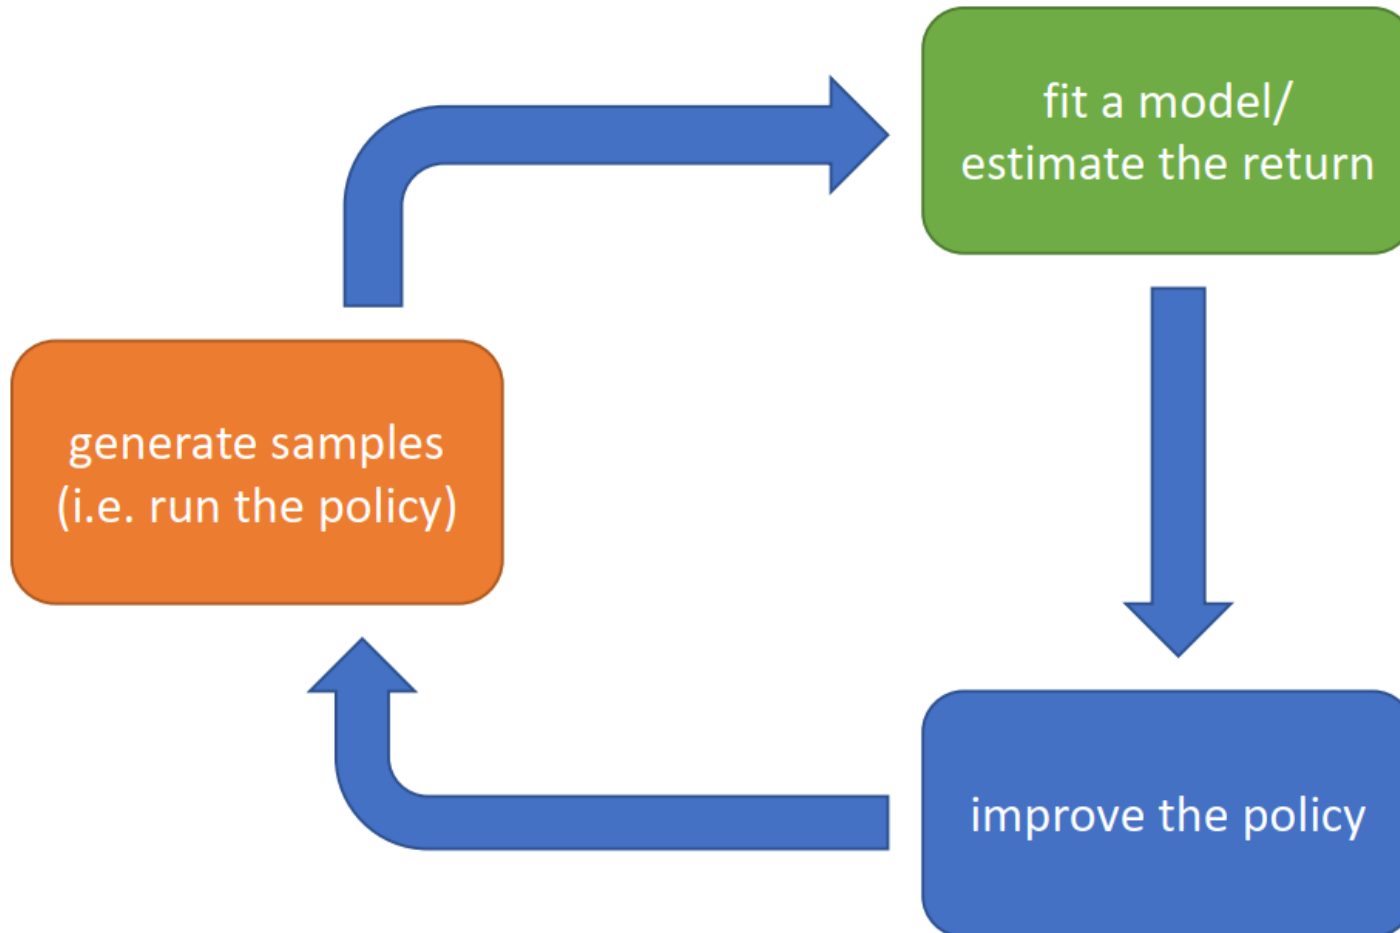 fit a model/
estimate the return
generate samples
(i.e. run the policy)
improve the policy